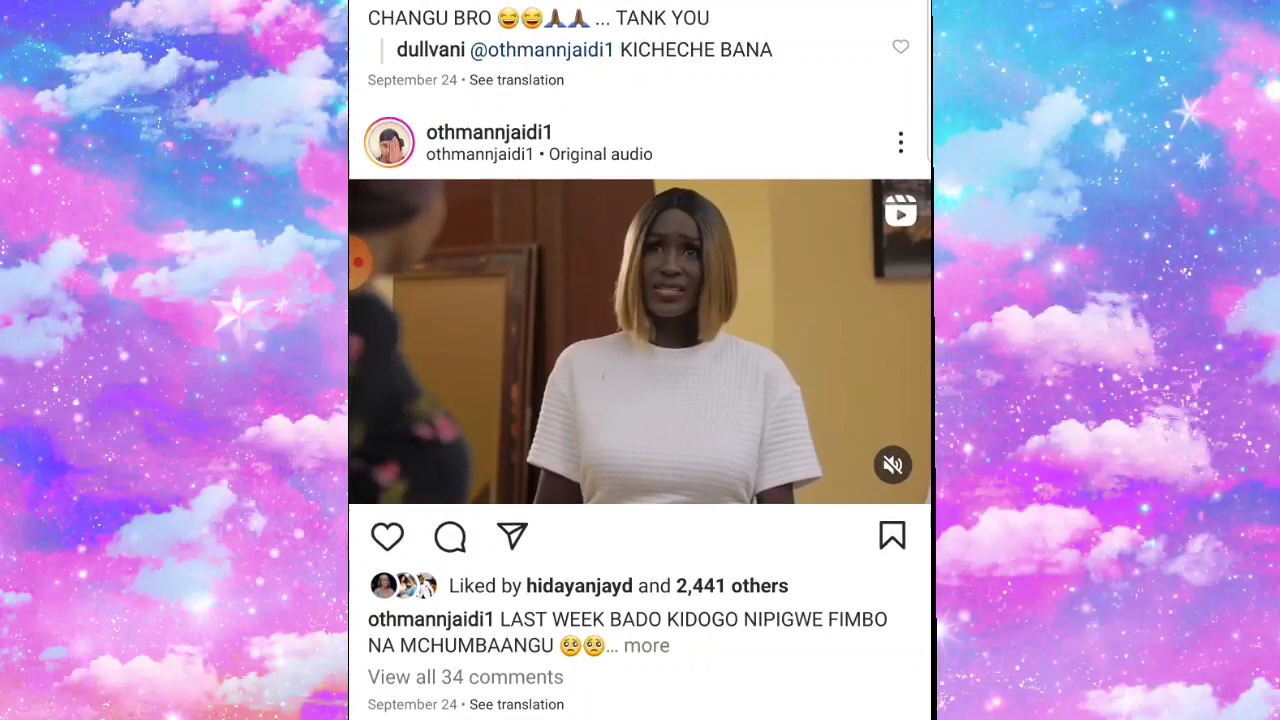 CHANGU BRO 😅😅🙏🏾🙏🏾 ... TANK YOU
dullvani @othmannjaidi1 KICHECHE BANA
September 24 • See translation
othmannjaidi1
othmannjaidi1 • Original audio
Liked by hidayanjayd and 2,441 others
othmannjaidi1 LAST WEEK BADO KIDOGO NIPIGWE FIMBO
NA MCHUMBAANGU 🥺🥺... more
View all 34 comments
September 24 • See translation